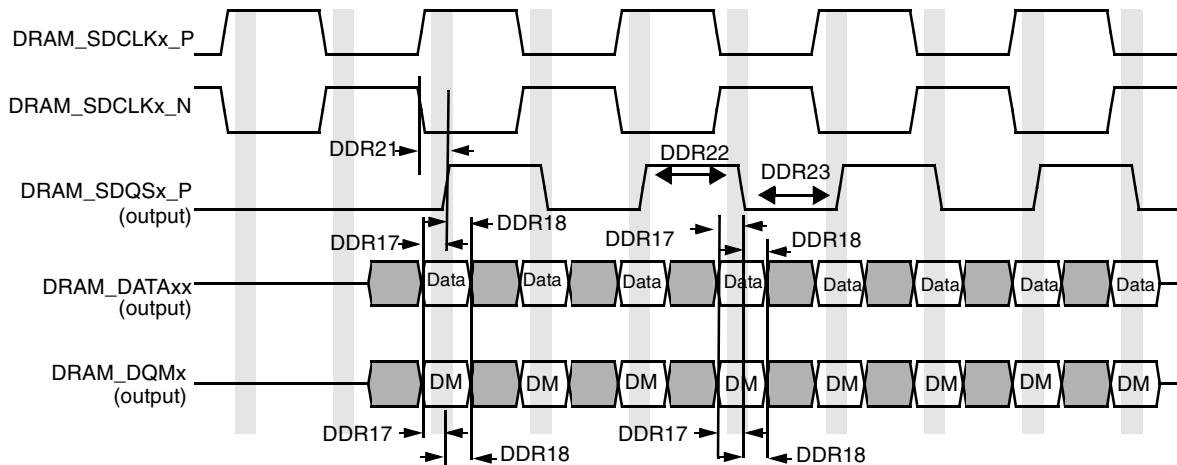 DRAM_SDCLKx_P
DRAM_SDCLKx_N
DDR21
DDR22
DDR23
DRAM_SDQSx_P
(output)
DDR18
DDR17
DDR17
DDR18
DRAM_DATAxx
(output)
Data Data Data Data Data Data Data Data
DRAM_DQMx
(output)
DM DM DM DM DM DM DM DM
DDR17
DDR18
DDR17
DDR18